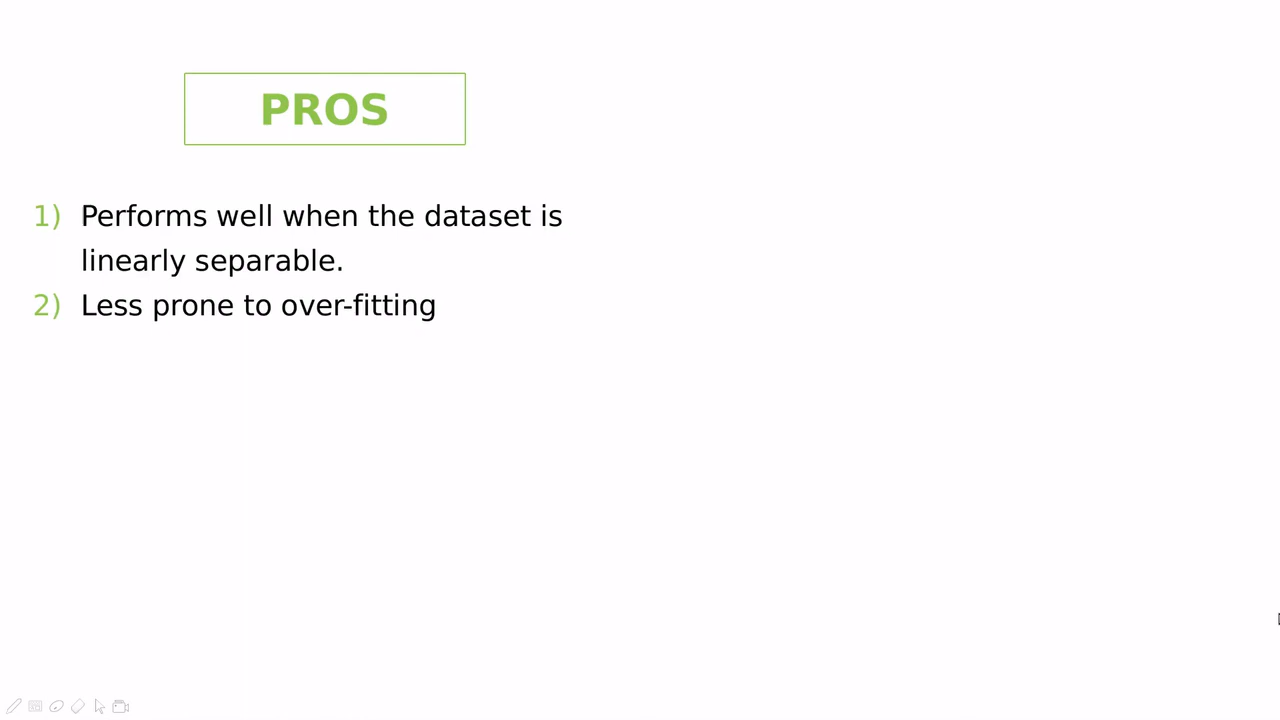 PROS
1) Performs well when the dataset is
linearly separable.
2) Less prone to over-fitting